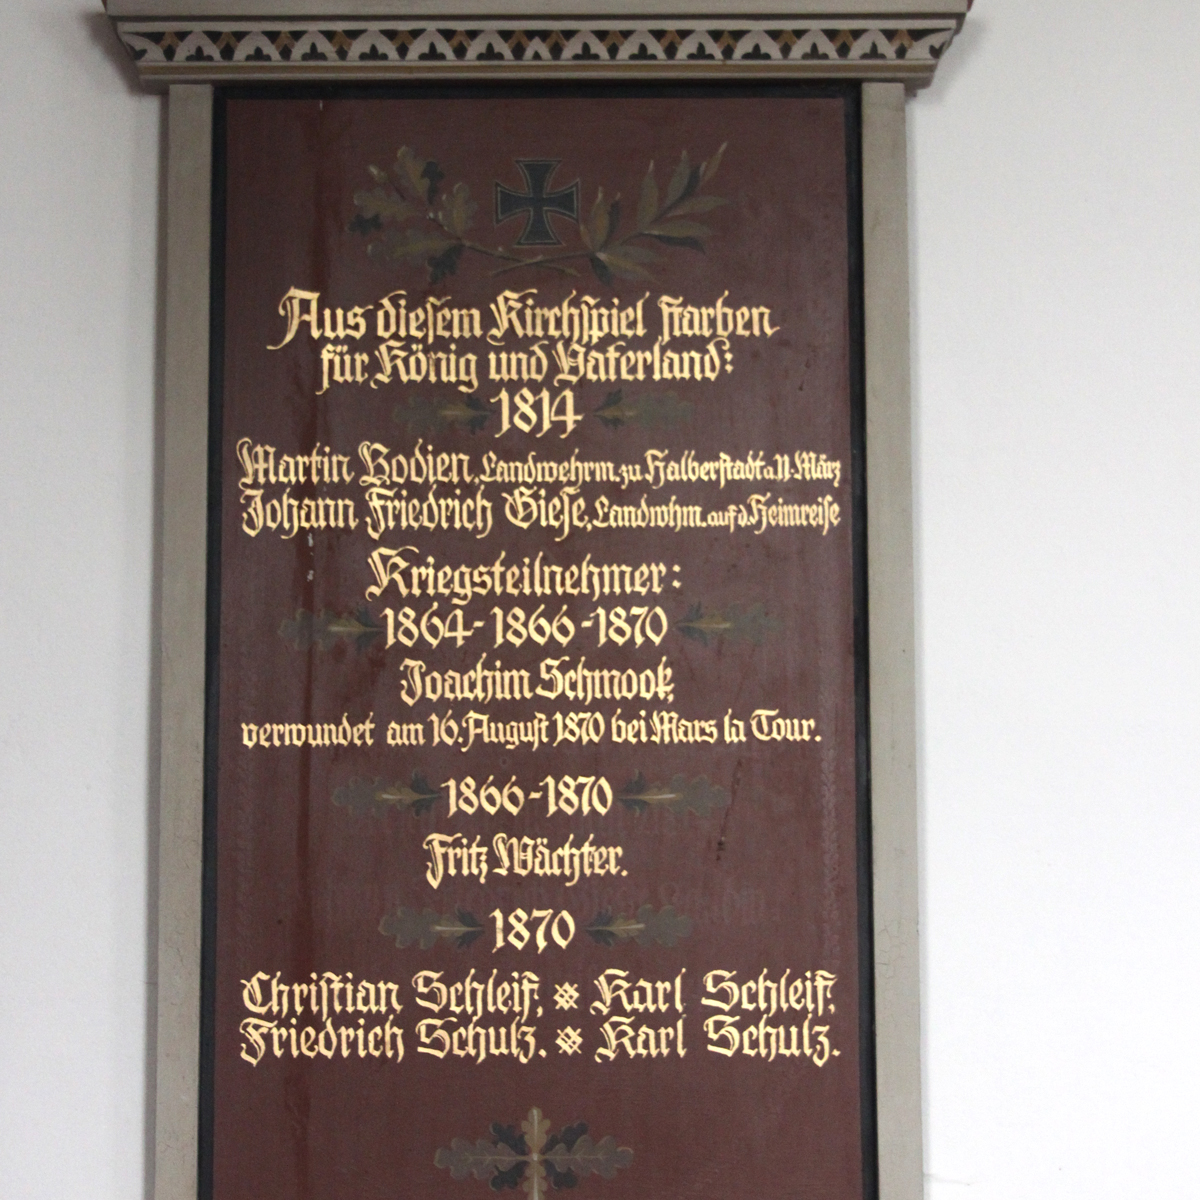 Aus diesem Kirchspiel starben
für König und Vaterland:
1814
Martin Bodien, Landwehrm. zu Halberstadt a. 11. März
Johann Friedrich Giese, Landwhm. auf d. Heimreise
Kriegsteilnehmer:
1864-1866-1870
Joachim Schmook,
verwundet am 16. August 1870 bei Mars la Tour.
1866-1870
Fritz Wächter.
1870
Christian Schleif, Karl Schleif,
Friedrich Schulz. Karl Schulz.